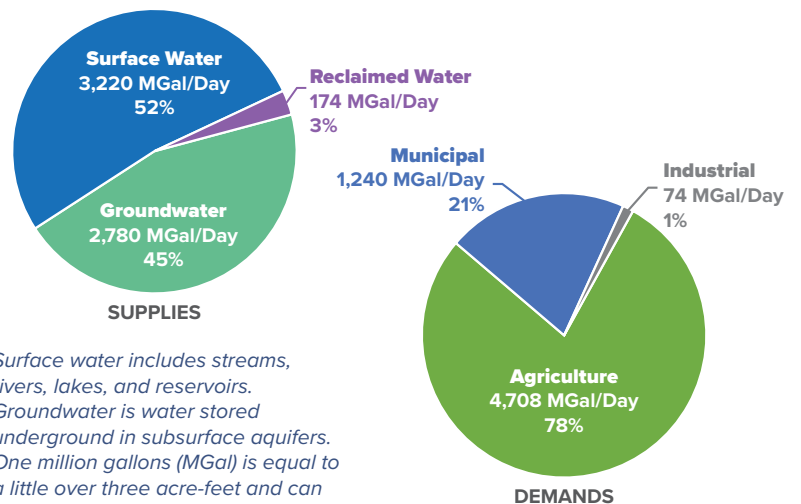 Surface Water
3,220 MGal/Day
52%
Reclaimed Water
174 MGal/Day
3%
Groundwater
2,780 MGal/Day
45%
SUPPLIES
Municipal
1,240 MGal/Day
21%
Industrial
74 MGal/Day
1%
Agriculture
4,708 MGal/Day
78%
DEMANDS
Surface water includes streams,
ivers, lakes, and reservoirs.
Groundwater is water stored
underground in subsurface aquifers.
One million gallons (MGal) is equal to
a little over three acre-feet and can